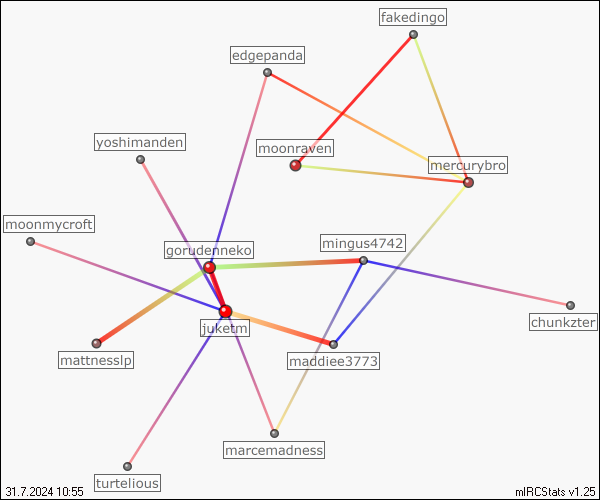 fakedingo
edgepanda
yoshimanden
moonraven
mercurybro
moonmycroft
gorudenneko
mingus4742
chunkzter
juketm
mattnesslp
maddiee3773
marcemadness
turtelious
31.7.2024 10:55
mIRCStats v1.25